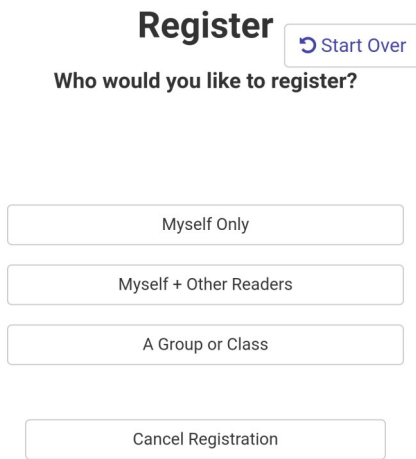 Register
Start Over
Who would you like to register?
Myself Only
Myself + Other Readers
A Group or Class
Cancel Registration